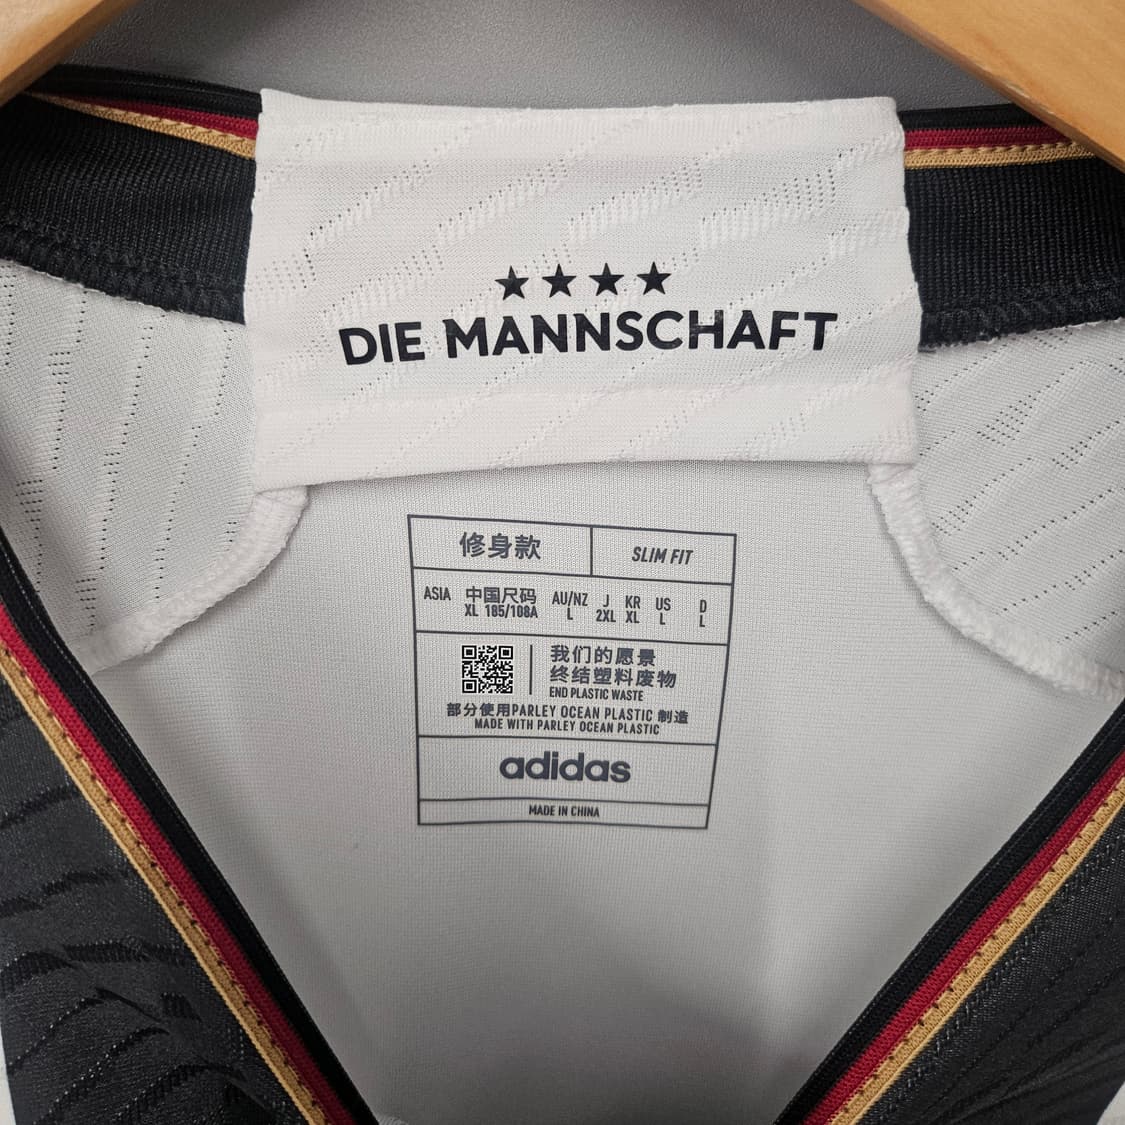 ★★★★
DIE MANNSCHAFT
修身款 SLIM FIT
ASIA 中国尺码 AU/NZ J KR US D
XL 185/108A L 2XL XL L L
我们的愿景
终结塑料废物
END PLASTIC WASTE
部分使用PARLEY OCEAN PLASTIC 制造
MADE WITH PARLEY OCEAN PLASTIC
adidas
MADE IN CHINA